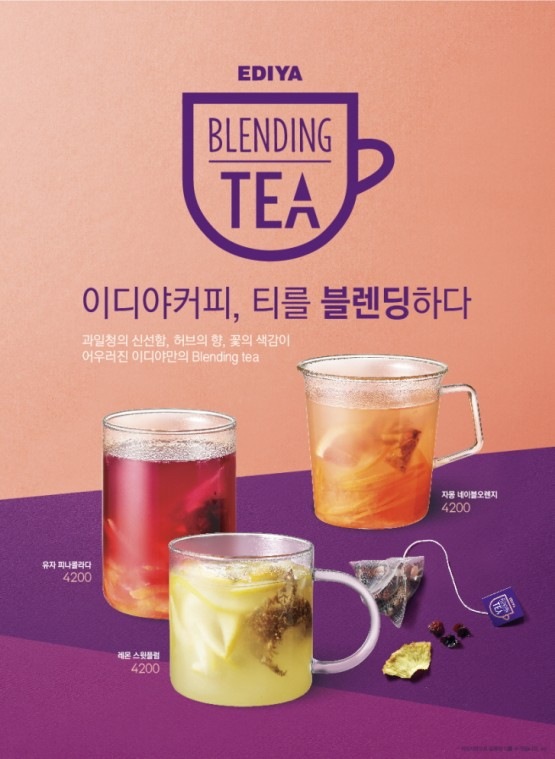 EDIYA
BLENDING
TEA
이디야커피, 티를 블렌딩하다
과일청의 신선함, 허브의 향, 꽃의 색감이
어우러진 이디야만의 Blending tea
자몽 네이블오렌지
4200
유자 피나콜라다
4200
레몬 스윗플럼
4200
EDIYA
BLENDING
TEA